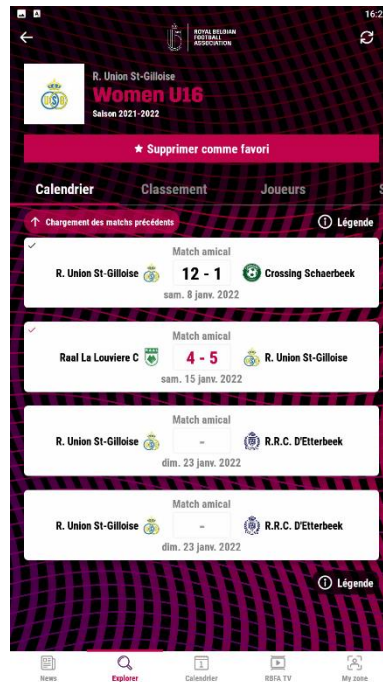 16:2
ROYAL BELGIAN
FOOTBALL
ASSOCIATION
R. Union St-Gilloise
Women U16
Saison 2021-2022
★ Supprimer comme favori
Calendrier Classement Joueurs S
↑ Chargement des matchs précédents
Légende
Match amical
R. Union St-Gilloise 12 - 1 Crossing Schaerbeek
sam. 8 janv. 2022
Match amical
Raal La Louviere C 4 - 5 R. Union St-Gilloise
sam. 15 janv. 2022
Match amical
R. Union St-Gilloise - R.R.C. D'Etterbeek
dim. 23 janv. 2022
Match amical
R. Union St-Gilloise - R.R.C. D'Etterbeek
dim. 23 janv. 2022
Légende
News Explorer Calendrier RBFA TV My zone